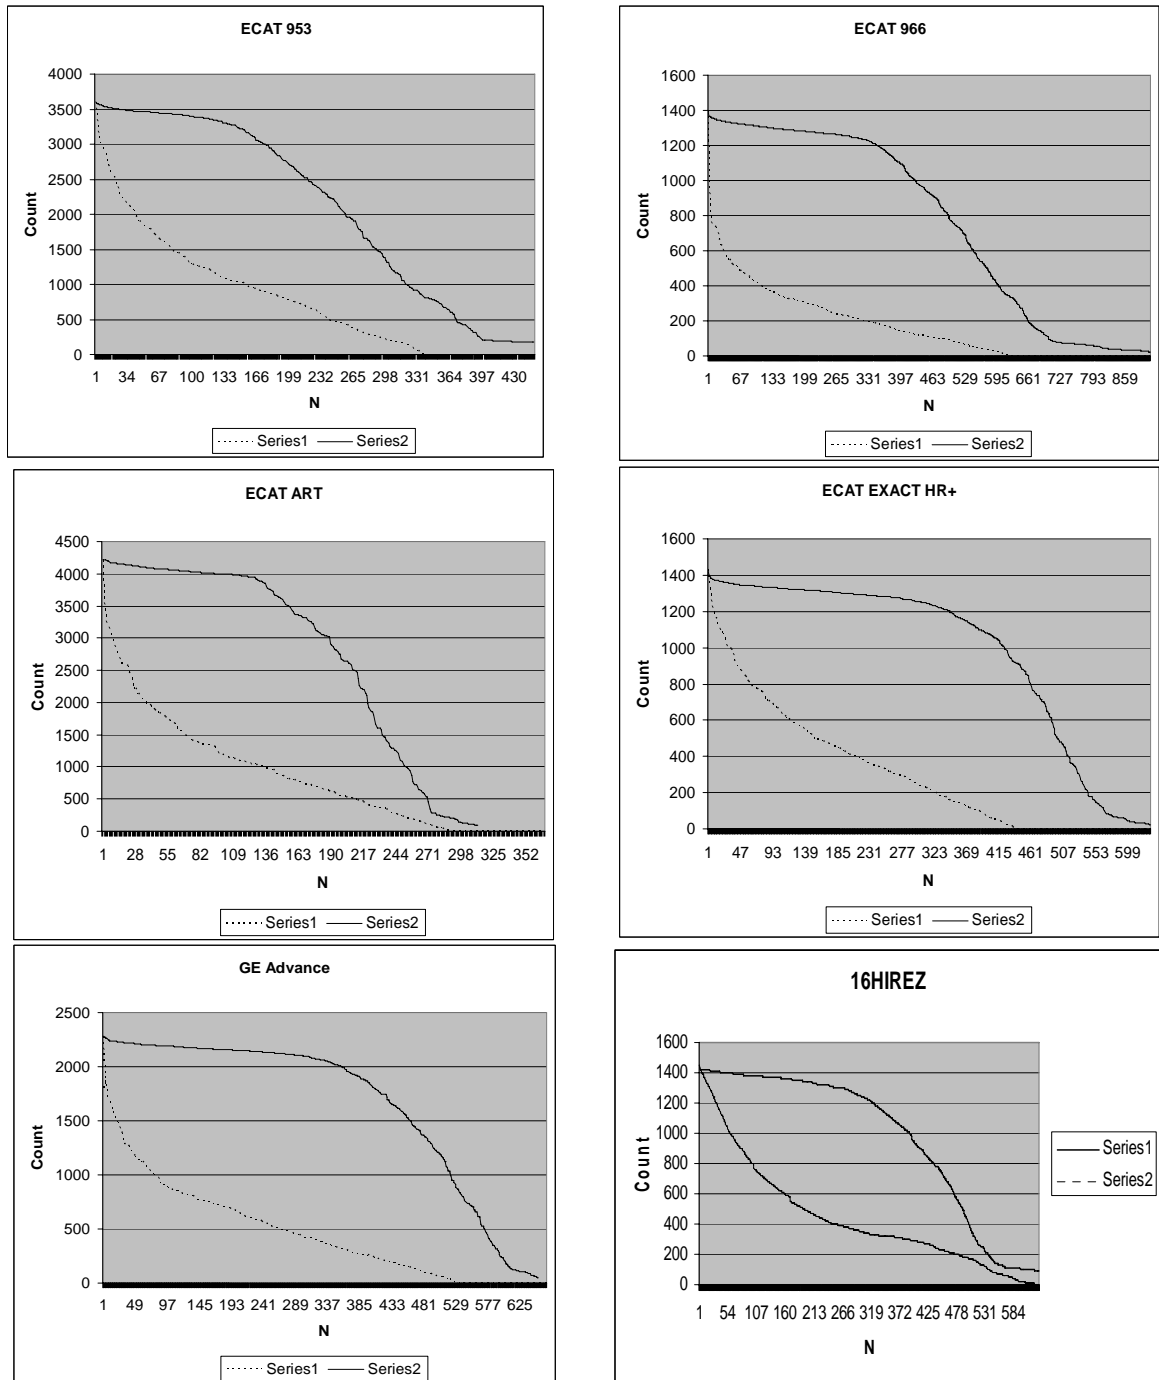 ECAT 953
4000
3500
3000
2500
2000
1500
1000
500
0
Count
1 34 67 100 133 166 199 232 265 298 331 364 397 430
N
Series1 Series2
ECAT 966
1600
1400
1200
1000
800
600
400
200
0
Count
1 67 133 199 265 331 397 463 529 595 661 727 793 859
N
Series1 Series2
ECAT ART
4500
4000
3500
3000
2500
2000
1500
1000
500
0
Count
1 28 55 82 109 136 163 190 217 244 271 298 325 352
N
Series1 Series2
ECAT EXACT HR+
1600
1400
1200
1000
800
600
400
200
0
Count
1 47 93 139 185 231 277 323 369 415 461 507 553 599
N
Series1 Series2
GE Advance
2500
2000
1500
1000
500
0
Count
1 49 97 145 193 241 289 337 385 433 481 529 577 625
N
Series1 Series2
16HIREZ
1600
1400
1200
1000
800
600
400
200
0
Count
1 54 107 160 213 266 319 372 425 478 531 584
N
Series1
Series2